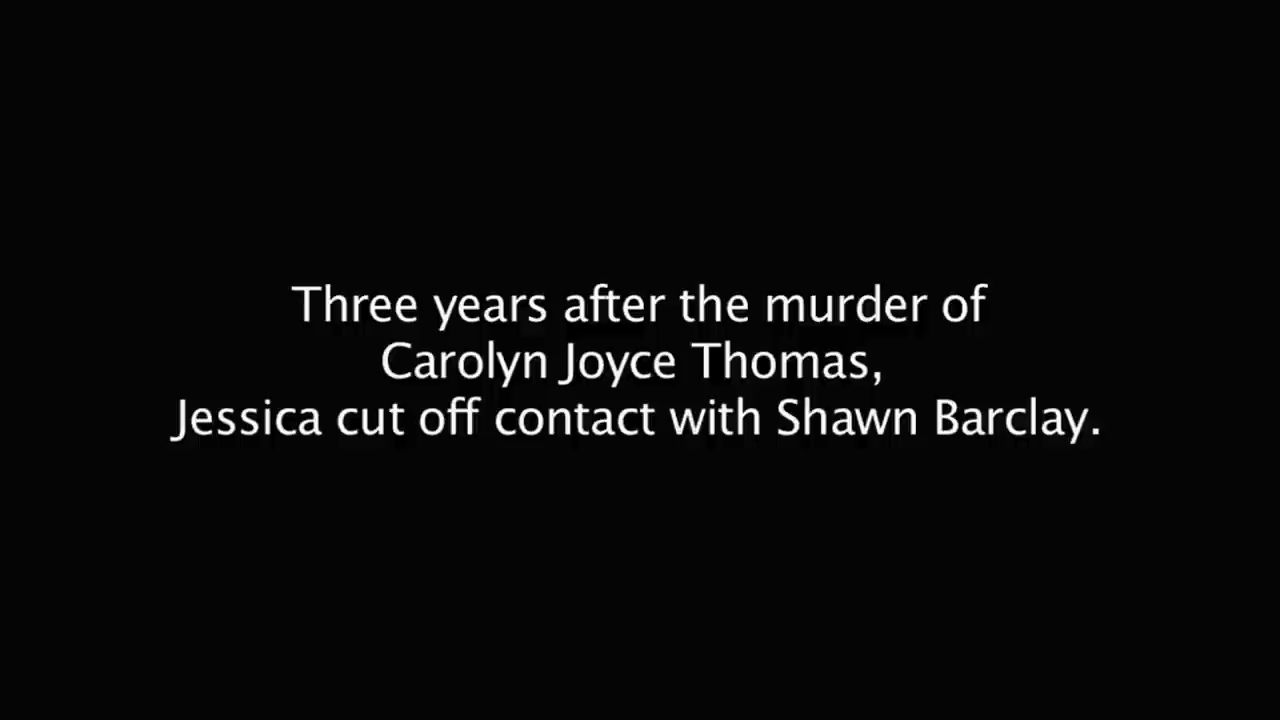 Three years after the murder of
Carolyn Joyce Thomas,
Jessica cut off contact with Shawn Barclay.